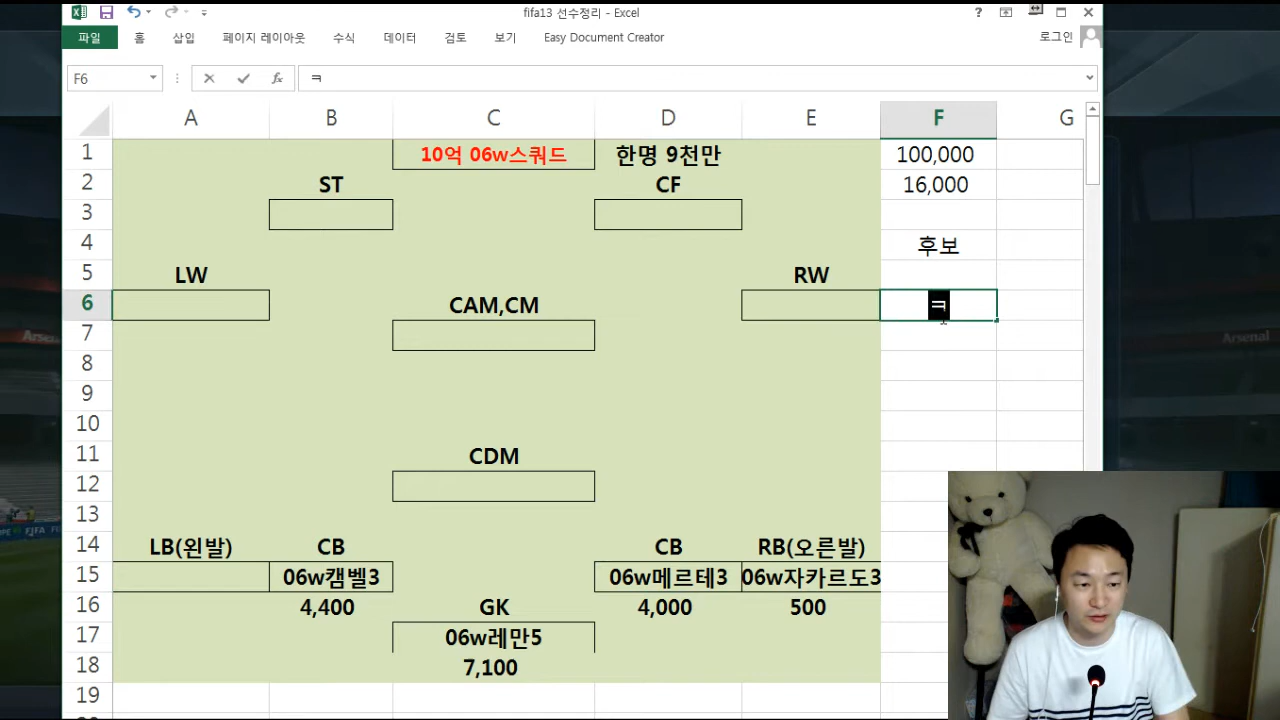 fifa13 선수정리 - Excel
파일 홈 삽입 페이지 레이아웃 수식 데이터 검토 보기 Easy Document Creator 로그인
F6 fx ㅋ
A B C D E F G
1 10억 06w스쿼드 한명 9천만 100,000
2 ST CF 16,000
3
4 후보
5 LW RW
6 CAM,CM ㅋ
7
8
9
10
11 CDM
12
13
14 LB(왼발) CB CB RB(오른발)
15 06w캠벨3 06w메르테3 06w자카르도3
16 4,400 GK 4,000 500
17 06w레만5
18 7,100
19
Arsenal
FIFA